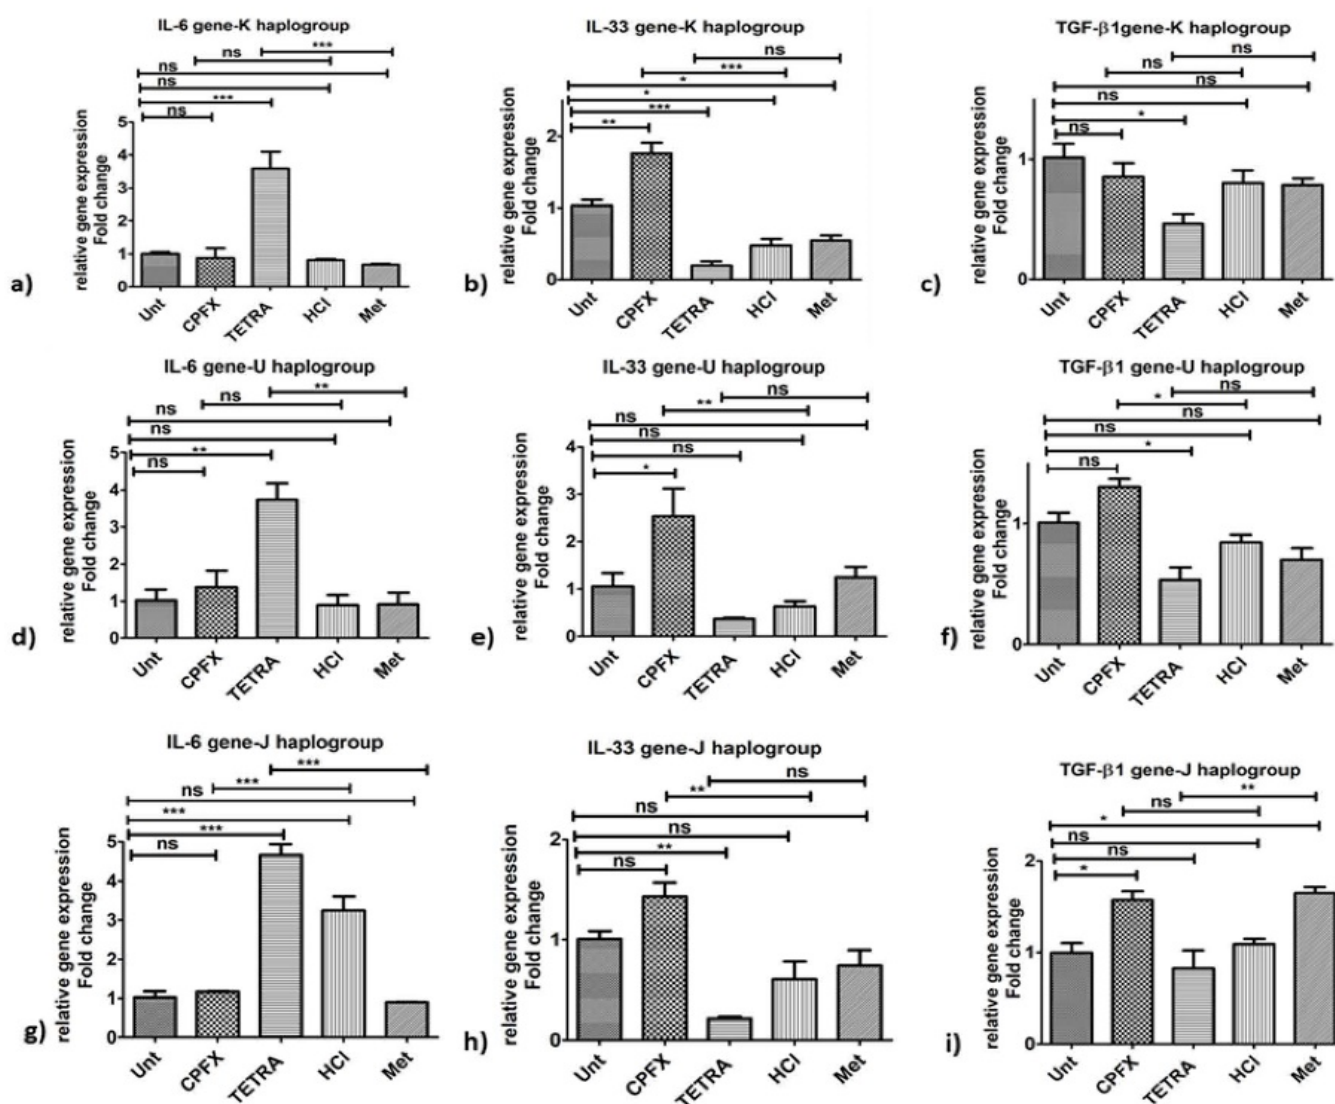 IL-6 gene-K haplogroup
***
ns
ns
ns
***
ns
relative gene expression
Fold change
5
4
3
2
1
0
Unt
CPFX
TETRA
HCl
Met
a)
IL-33 gene-K haplogroup
ns
***
*
*
***
**
relative gene expression
Fold change
2
1
0
Unt
CPFX
TETRA
HCl
Met
b)
TGF-β1gene-K haplogroup
ns
ns
ns
ns
*
ns
relative gene expression
Fold change
1
0
Unt
CPFX
TETRA
HCl
Met
c)
IL-6 gene-U haplogroup
**
ns
ns
ns
**
ns
relative gene expression
Fold change
5
4
3
2
1
0
Unt
CPFX
TETRA
HCl
Met
d)
IL-33 gene-U haplogroup
ns
**
ns
ns
ns
*
relative gene expression
Fold change
4
3
2
1
0
Unt
CPFX
TETRA
HCl
Met
e)
TGF-β1 gene-U haplogroup
ns
*
ns
ns
*
ns
relative gene expression
Fold change
1
0
Unt
CPFX
TETRA
HCl
Met
f)
IL-6 gene-J haplogroup
***
***
ns
***
***
ns
relative gene expression
Fold change
5
4
3
2
1
0
Unt
CPFX
TETRA
HCl
Met
g)
IL-33 gene-J haplogroup
ns
**
ns
ns
**
ns
relative gene expression
Fold change
2
1
0
Unt
CPFX
TETRA
HCl
Met
h)
TGF-β1 gene-J haplogroup
**
ns
*
ns
ns
*
relative gene expression
Fold change
2
1
0
Unt
CPFX
TETRA
HCl
Met
i)